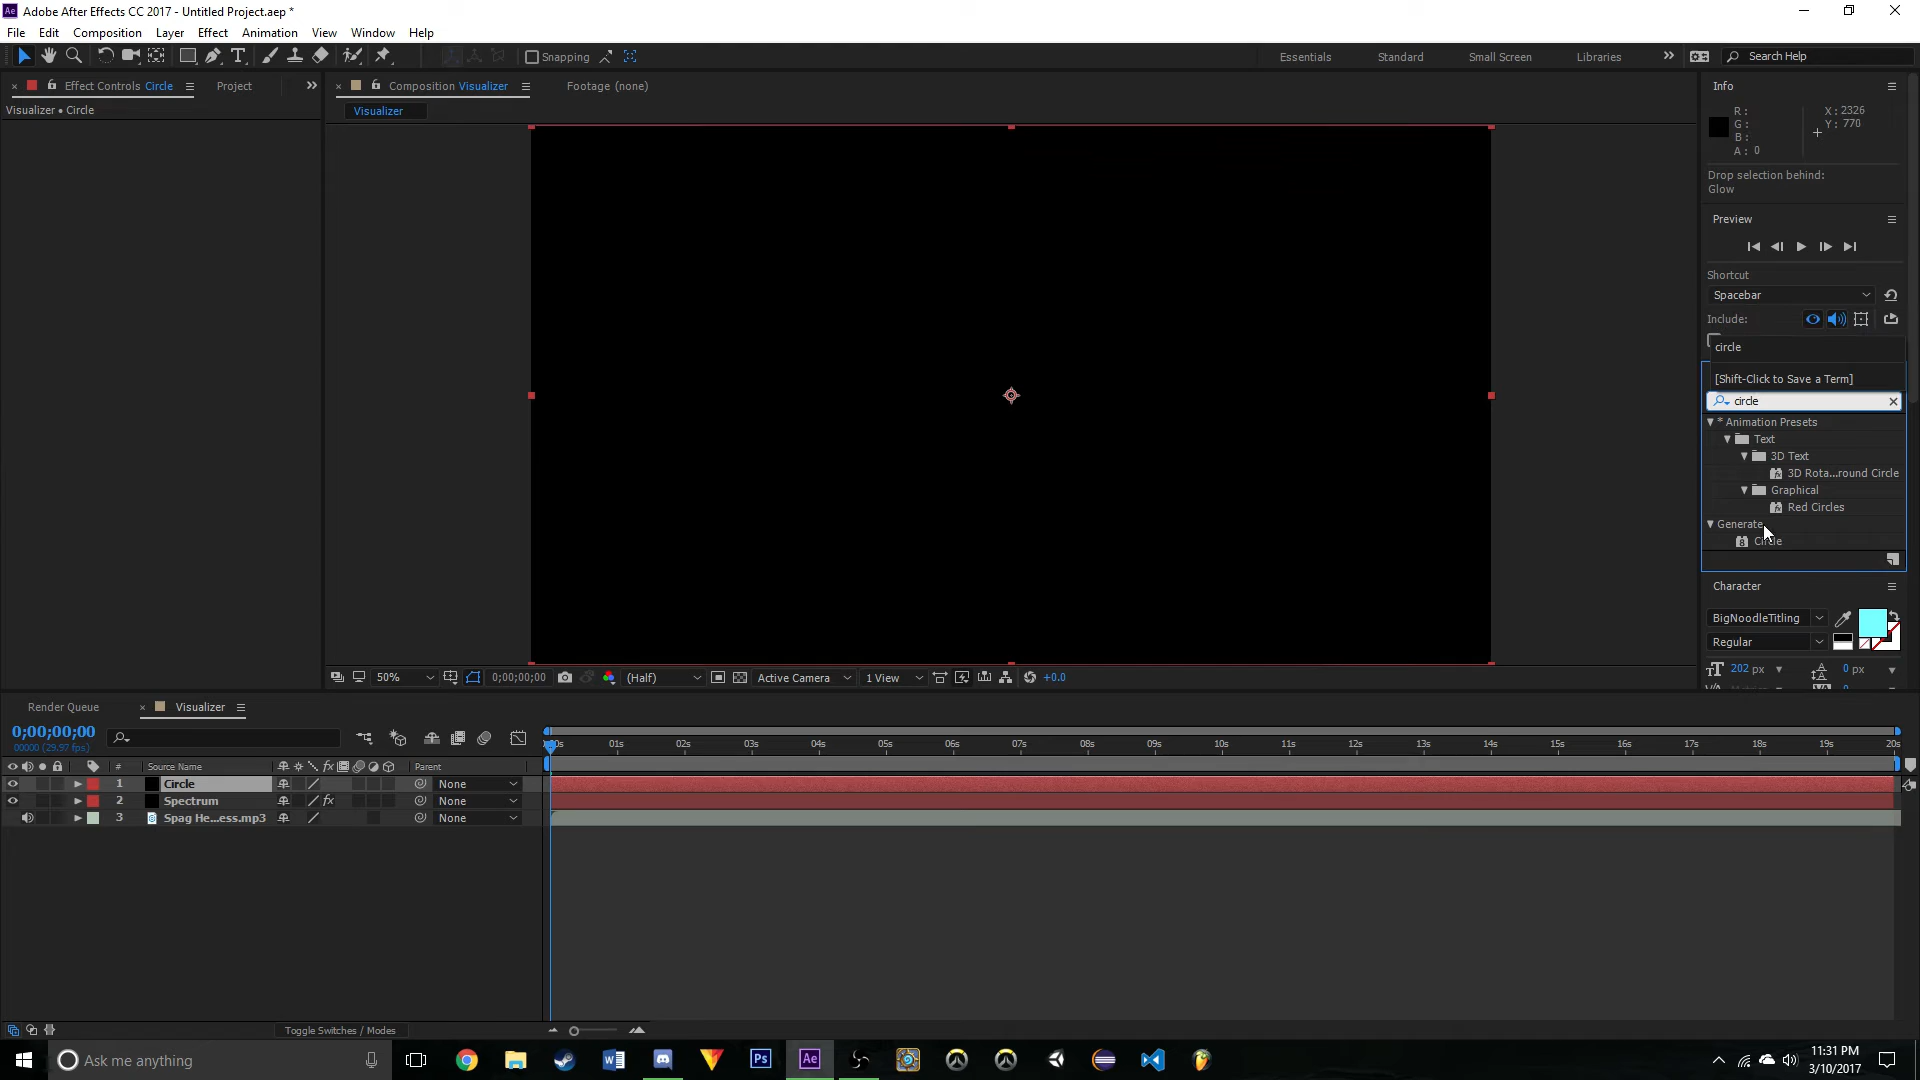 Adobe After Effects CC 2017 - Untitled Project.aep *
File Edit Composition Layer Effect Animation View Window Help
Snapping Essentials Standard Small Screen Libraries Search Help
Effect Controls Circle Project
Composition Visualizer Footage (none)
Info
Visualizer • Circle
Visualizer
R :
G :
B :
A : 0
X : 2326
Y : 770
Drop selection behind:
Glow
Preview
Shortcut
Spacebar
Include:
circle
[Shift-Click to Save a Term]
circle
* Animation Presets
Text
3D Text
3D Rota...round Circle
Graphical
Red Circles
Generate
Circle
Character
BigNoodleTitling
Regular
202 px 0 px
50% 0;00;00;00 (Half) Active Camera 1 View +0.0
Render Queue Visualizer
0;00;00;00
00000 (29.97 fps)
01s 02s 03s 04s 05s 06s 07s 08s 09s 10s 11s 12s 13s 14s 15s 16s 17s 18s 19s 20s
# Source Name Parent
1 Circle None
2 Spectrum None
3 Spag He...ess.mp3 None
Toggle Switches / Modes
Ask me anything
Ps Ae
11:31 PM
3/10/2017